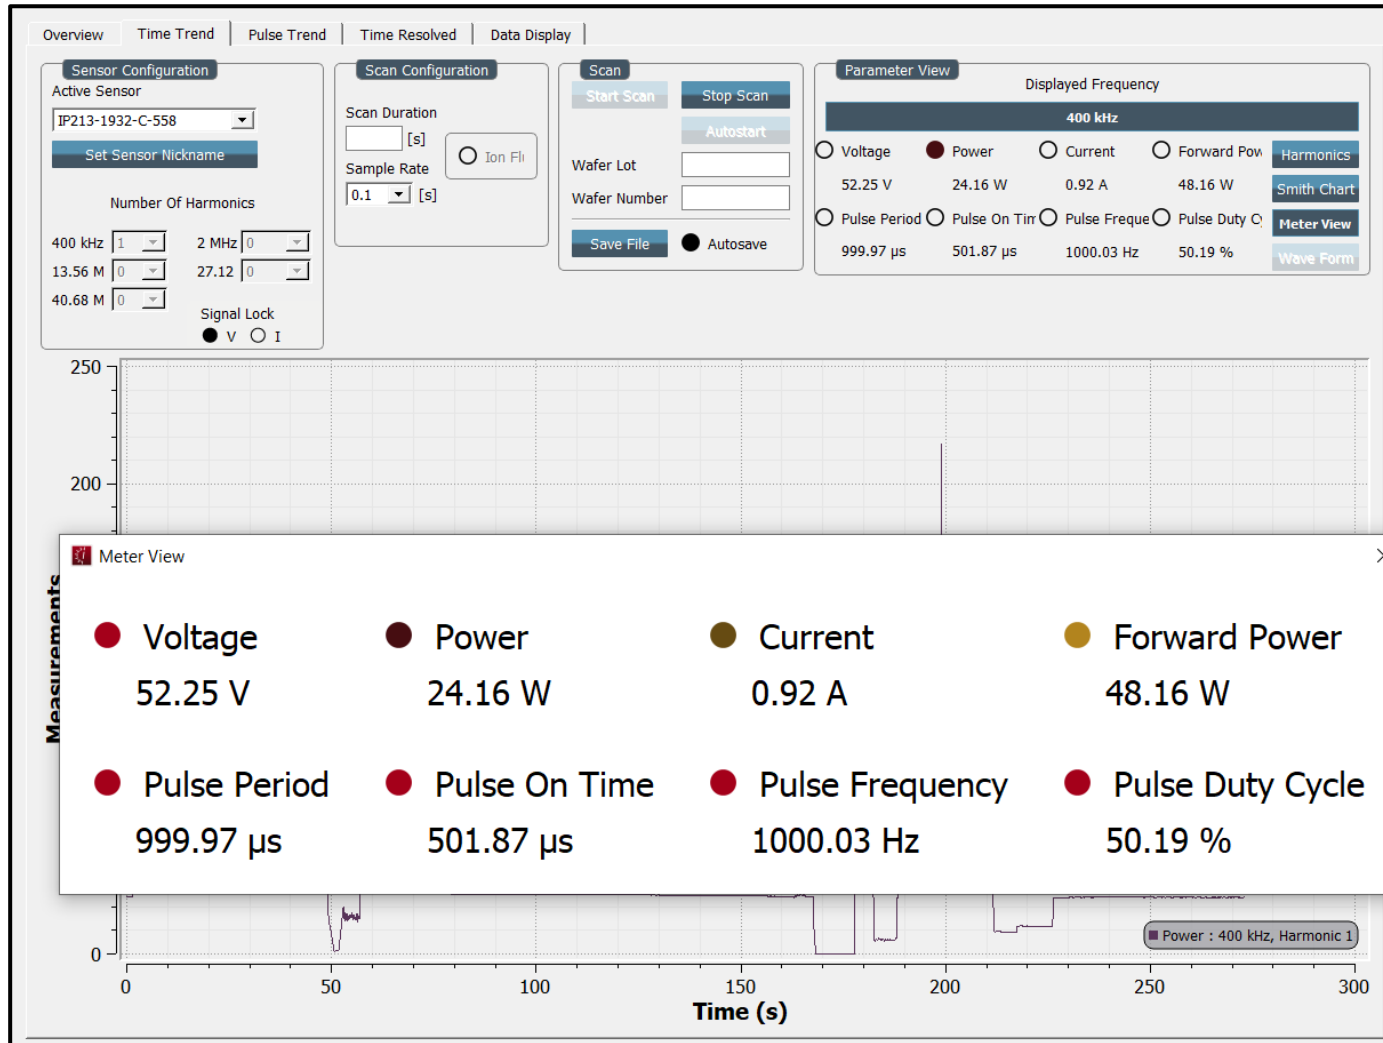 Overview Time Trend Pulse Trend Time Resolved Data Display
Sensor Configuration
Active Sensor
IP213-1932-C-558
Set Sensor Nickname
Number Of Harmonics
400 kHz 1 2 MHz 0
13.56 M 0 27.12 0
40.68 M 0
Signal Lock
V I
Scan Configuration
Scan Duration
[s]
Sample Rate
0.1 [s]
Ion Flu
Scan
Start Scan Stop Scan
Autostart
Wafer Lot
Wafer Number
Save File Autosave
Parameter View
Displayed Frequency
400 kHz
Voltage Power Current Forward Pow
52.25 V 24.16 W 0.92 A 48.16 W
Pulse Period Pulse On Tim Pulse Freque Pulse Duty Cy
999.97 µs 501.87 µs 1000.03 Hz 50.19 %
Harmonics
Smith Chart
Meter View
Wave Form
250
200
Measurements
Meter View
Voltage Power Current Forward Power
52.25 V 24.16 W 0.92 A 48.16 W
Pulse Period Pulse On Time Pulse Frequency Pulse Duty Cycle
999.97 µs 501.87 µs 1000.03 Hz 50.19 %
0
Power : 400 kHz, Harmonic 1
0 50 100 150 200 250 300
Time (s)